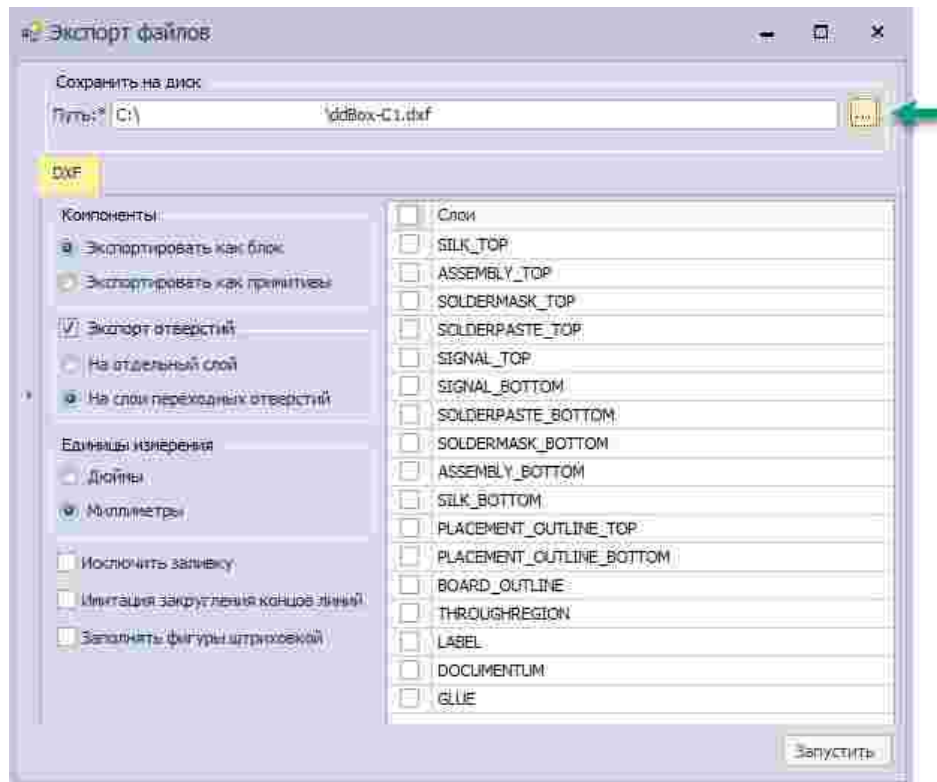 Экспорт файлов
Сохранить на диск
Путь:* C:\ \ddBox-C1.dxf ...
DXF
Компоненты
Экспортировать как блок
Экспортировать как примитивы
Экспорт отверстий
На отдельный слой
На слои переходных отверстий
Единицы измерения
Дюймы
Миллиметры
Исключить заливку
Имитация закругления концов линий
Заполнять фигуры штриховкой
Слои
SILK_TOP
ASSEMBLY_TOP
SOLDERMASK_TOP
SOLDERPASTE_TOP
SIGNAL_TOP
SIGNAL_BOTTOM
SOLDERPASTE_BOTTOM
SOLDERMASK_BOTTOM
ASSEMBLY_BOTTOM
SILK_BOTTOM
PLACEMENT_OUTLINE_TOP
PLACEMENT_OUTLINE_BOTTOM
BOARD_OUTLINE
THROUGHREGION
LABEL
DOCUMENTUM
GLUE
Запустить